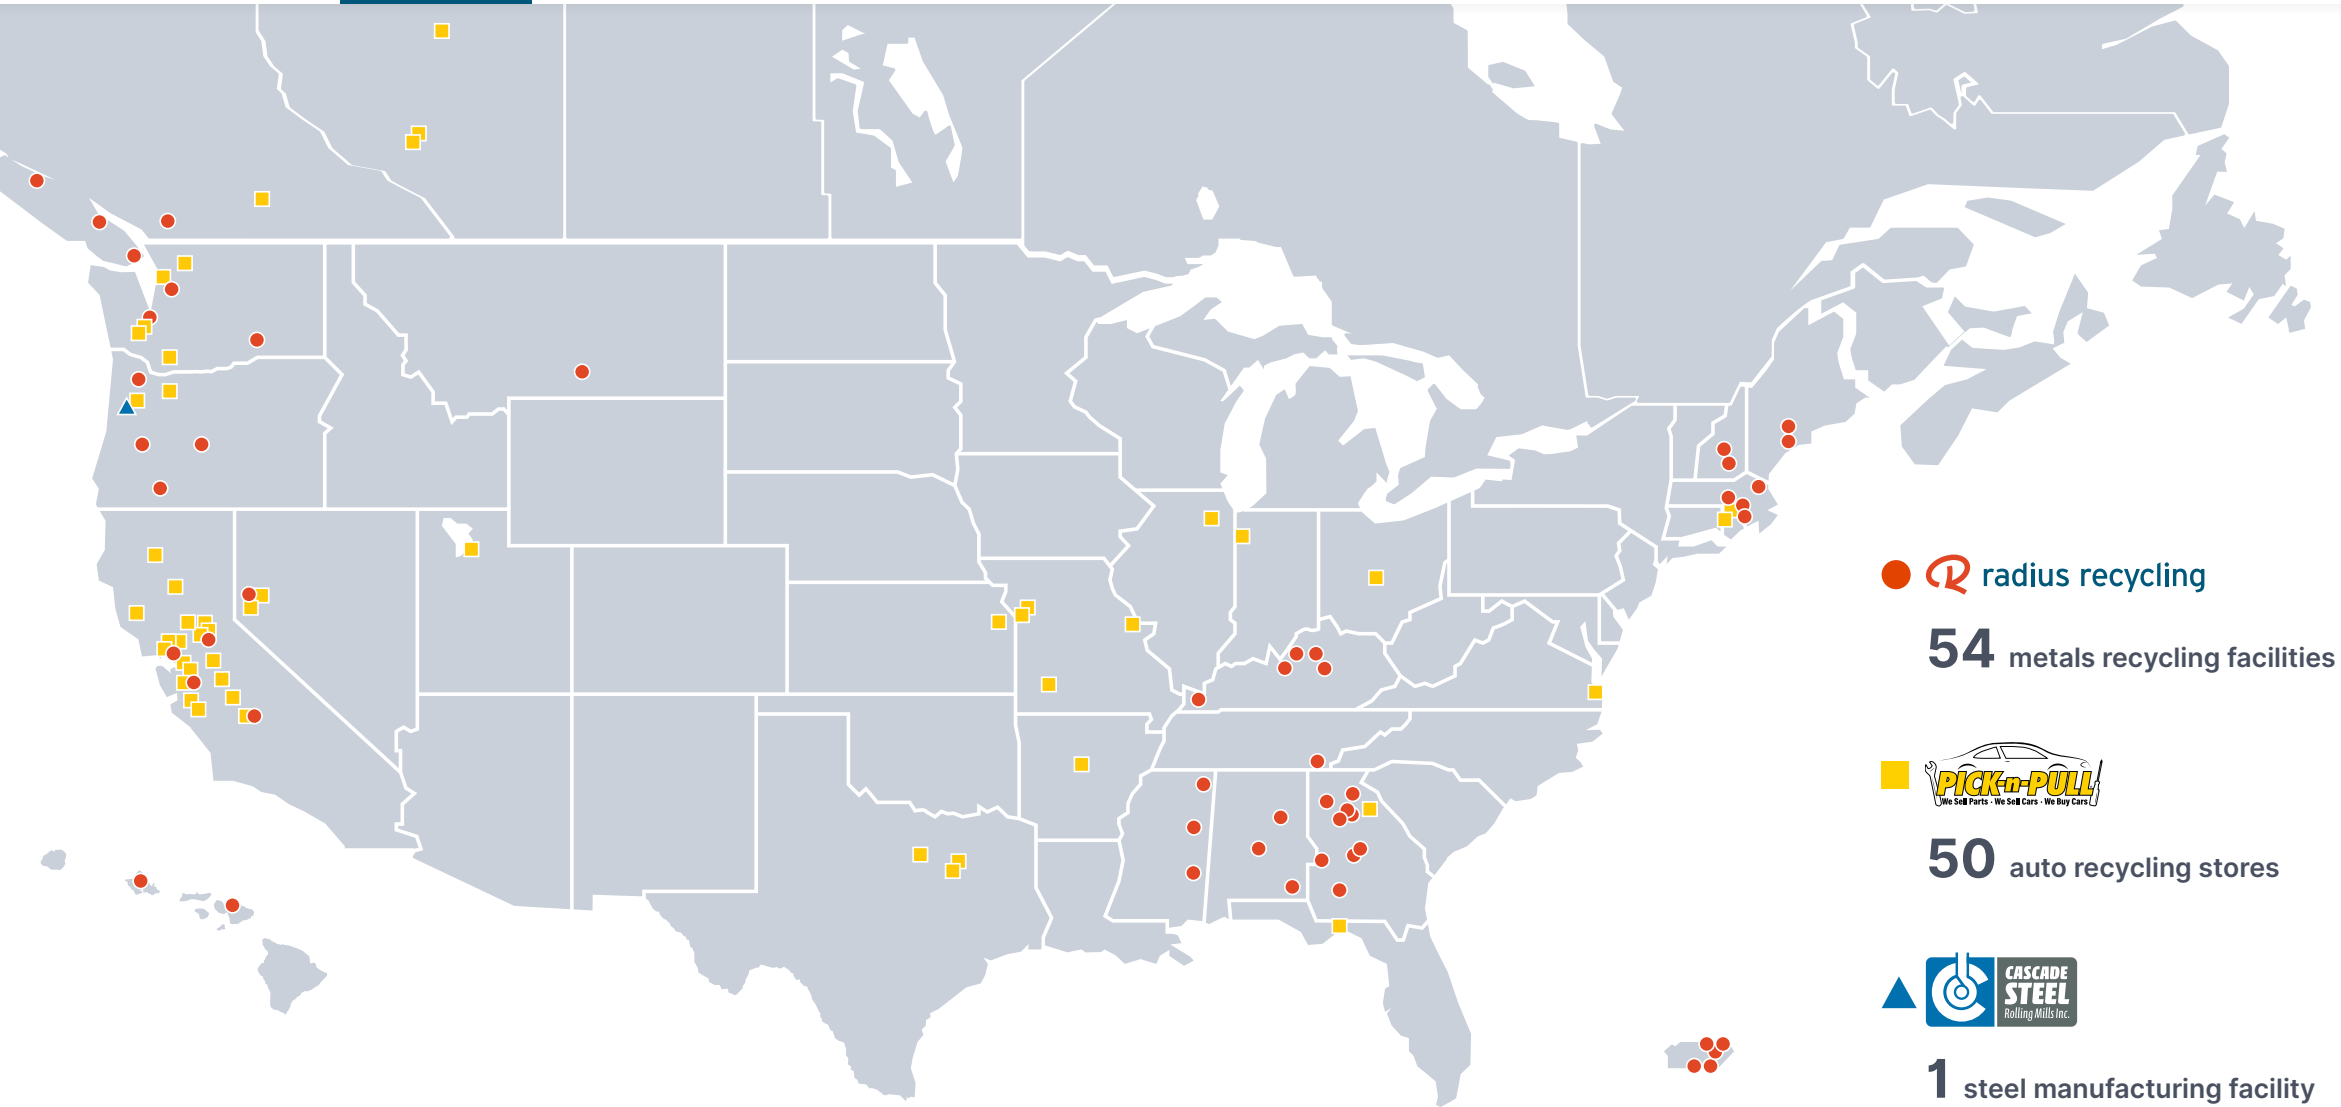 radius recycling
54 metals recycling facilities
PICK-n-PULL
We Sell Parts · We Sell Cars · We Buy Cars
50 auto recycling stores
CASCADE
STEEL
Rolling Mills Inc.
1 steel manufacturing facility